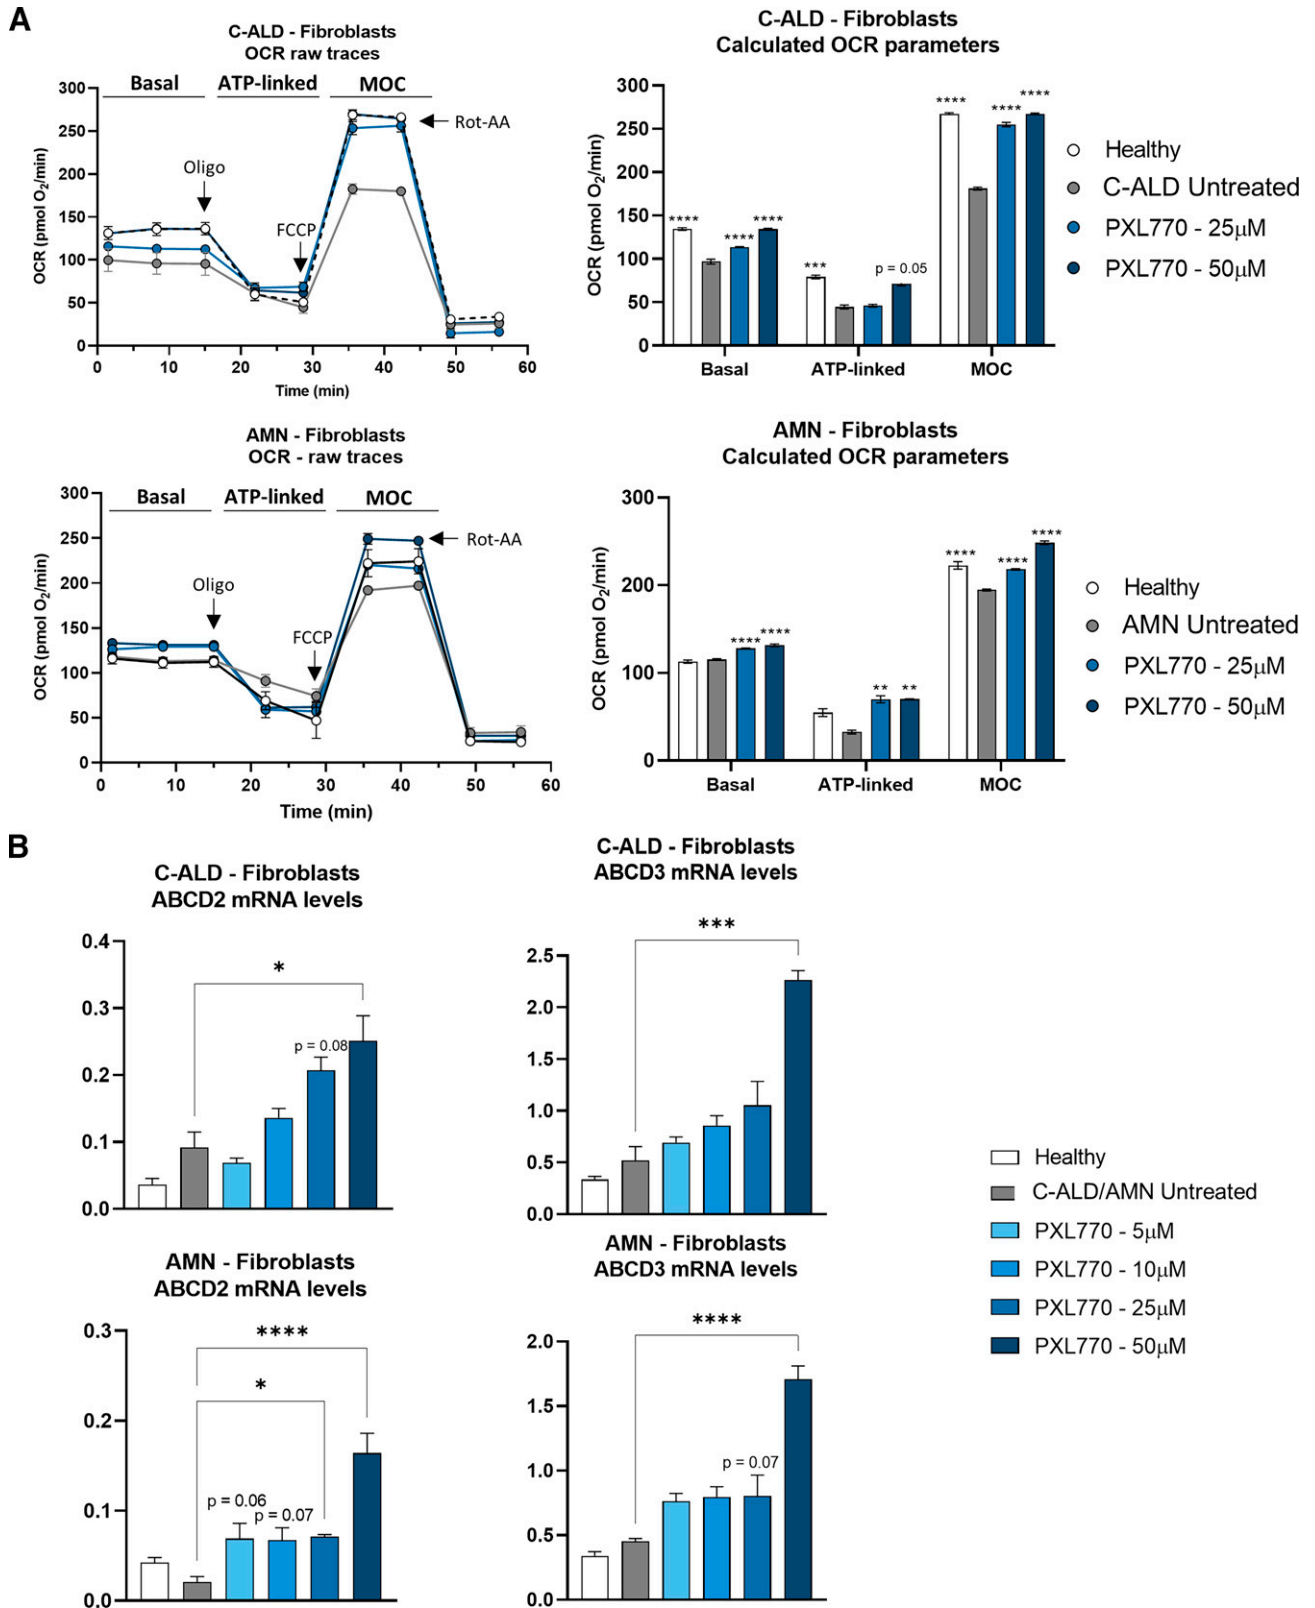 A
C-ALD - Fibroblasts
OCR raw traces
Basal ATP-linked MOC
OCR (pmol O₂/min)
300
250
200
150
100
50
0
Oligo
FCCP
Rot-AA
0 10 20 30 40 50 60
Time (min)
C-ALD - Fibroblasts
Calculated OCR parameters
OCR (pmol O₂/min)
300
250
200
150
100
50
0
**** **** ****
*** p = 0.05
**** **** ****
Basal ATP-linked MOC
Healthy
C-ALD Untreated
PXL770 - 25μM
PXL770 - 50μM
AMN - Fibroblasts
OCR - raw traces
Basal ATP-linked MOC
OCR (pmol O₂/min)
300
250
200
150
100
50
0
Oligo
FCCP
Rot-AA
0 10 20 30 40 50 60
Time (min)
AMN - Fibroblasts
Calculated OCR parameters
OCR (pmol O₂/min)
300
200
100
0
**** ****
** **
**** **** ****
Basal ATP-linked MOC
Healthy
AMN Untreated
PXL770 - 25μM
PXL770 - 50μM
B
C-ALD - Fibroblasts
ABCD2 mRNA levels
0.4
0.3
0.2
0.1
0.0
*
p = 0.08
C-ALD - Fibroblasts
ABCD3 mRNA levels
2.5
2.0
1.5
1.0
0.5
0.0
***
AMN - Fibroblasts
ABCD2 mRNA levels
0.3
0.2
0.1
0.0
****
*
p = 0.06
p = 0.07
AMN - Fibroblasts
ABCD3 mRNA levels
2.0
1.5
1.0
0.5
0.0
****
p = 0.07
Healthy
C-ALD/AMN Untreated
PXL770 - 5μM
PXL770 - 10μM
PXL770 - 25μM
PXL770 - 50μM